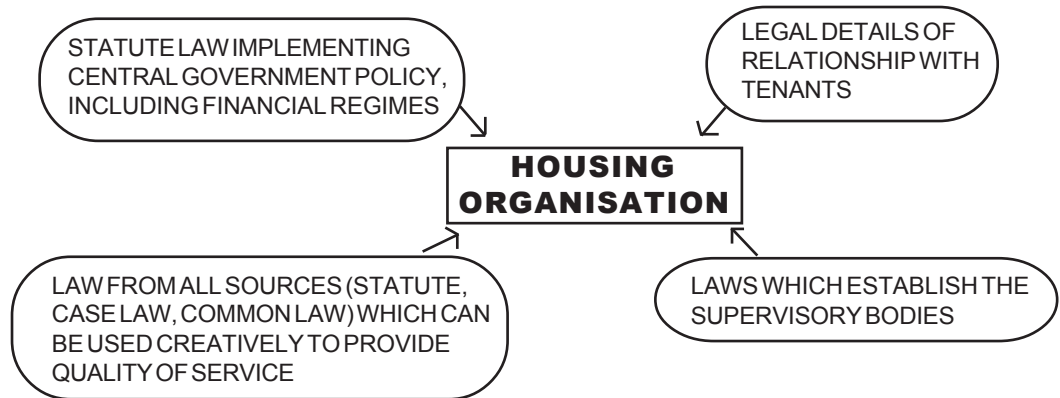 STATUTE LAW IMPLEMENTING
CENTRAL GOVERNMENT POLICY,
INCLUDING FINANCIAL REGIMES
LEGAL DETAILS OF
RELATIONSHIP WITH
TENANTS
HOUSING
ORGANISATION
LAW FROM ALL SOURCES (STATUTE,
CASE LAW, COMMON LAW) WHICH CAN
BE USED CREATIVELY TO PROVIDE
QUALITY OF SERVICE
LAWS WHICH ESTABLISH THE
SUPERVISORY BODIES